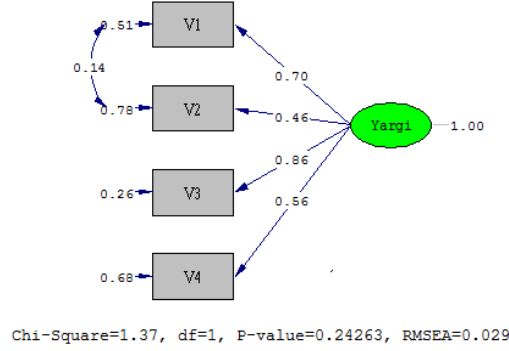 0.51 V1
0.14
0.70
0.78 V2
0.46
Yargi 1.00
0.86
0.26 V3
0.56
0.68 V4
Chi-Square=1.37, df=1, P-value=0.24263, RMSEA=0.029